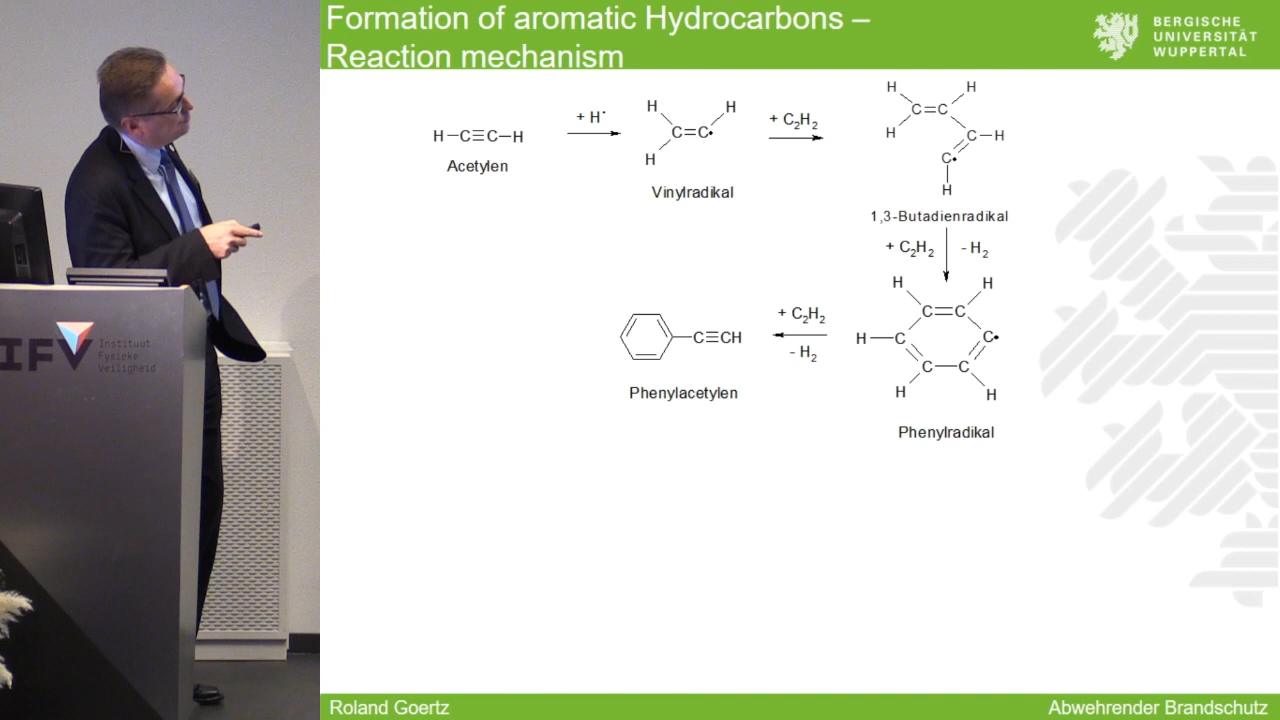 Formation of aromatic Hydrocarbons –
Reaction mechanism
BERGISCHE
UNIVERSITÄT
WUPPERTAL
H–C≡C–H
Acetylen
+ H˙
H
H
C=C•
H
Vinylradikal
+ C₂H₂
H
H
C=C
H
C–H
C•
H
1,3-Butadienradikal
+ C₂H₂
- H₂
H
H
C=C
H–C
C•
C–C
H
H
Phenylradikal
+ C₂H₂
- H₂
C≡CH
Phenylacetylen
IFV
Instituut
Fysieke
Veiligheid
Roland Goertz
Abwehrender Brandschutz